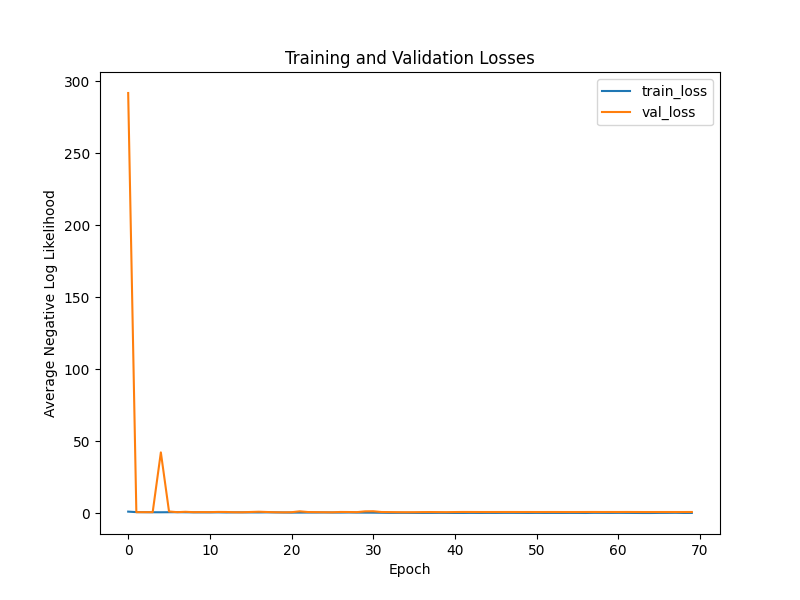 Training and Validation Losses
train_loss
val_loss
Average Negative Log Likelihood
300
250
200
150
100
50
0
0 10 20 30 40 50 60 70
Epoch